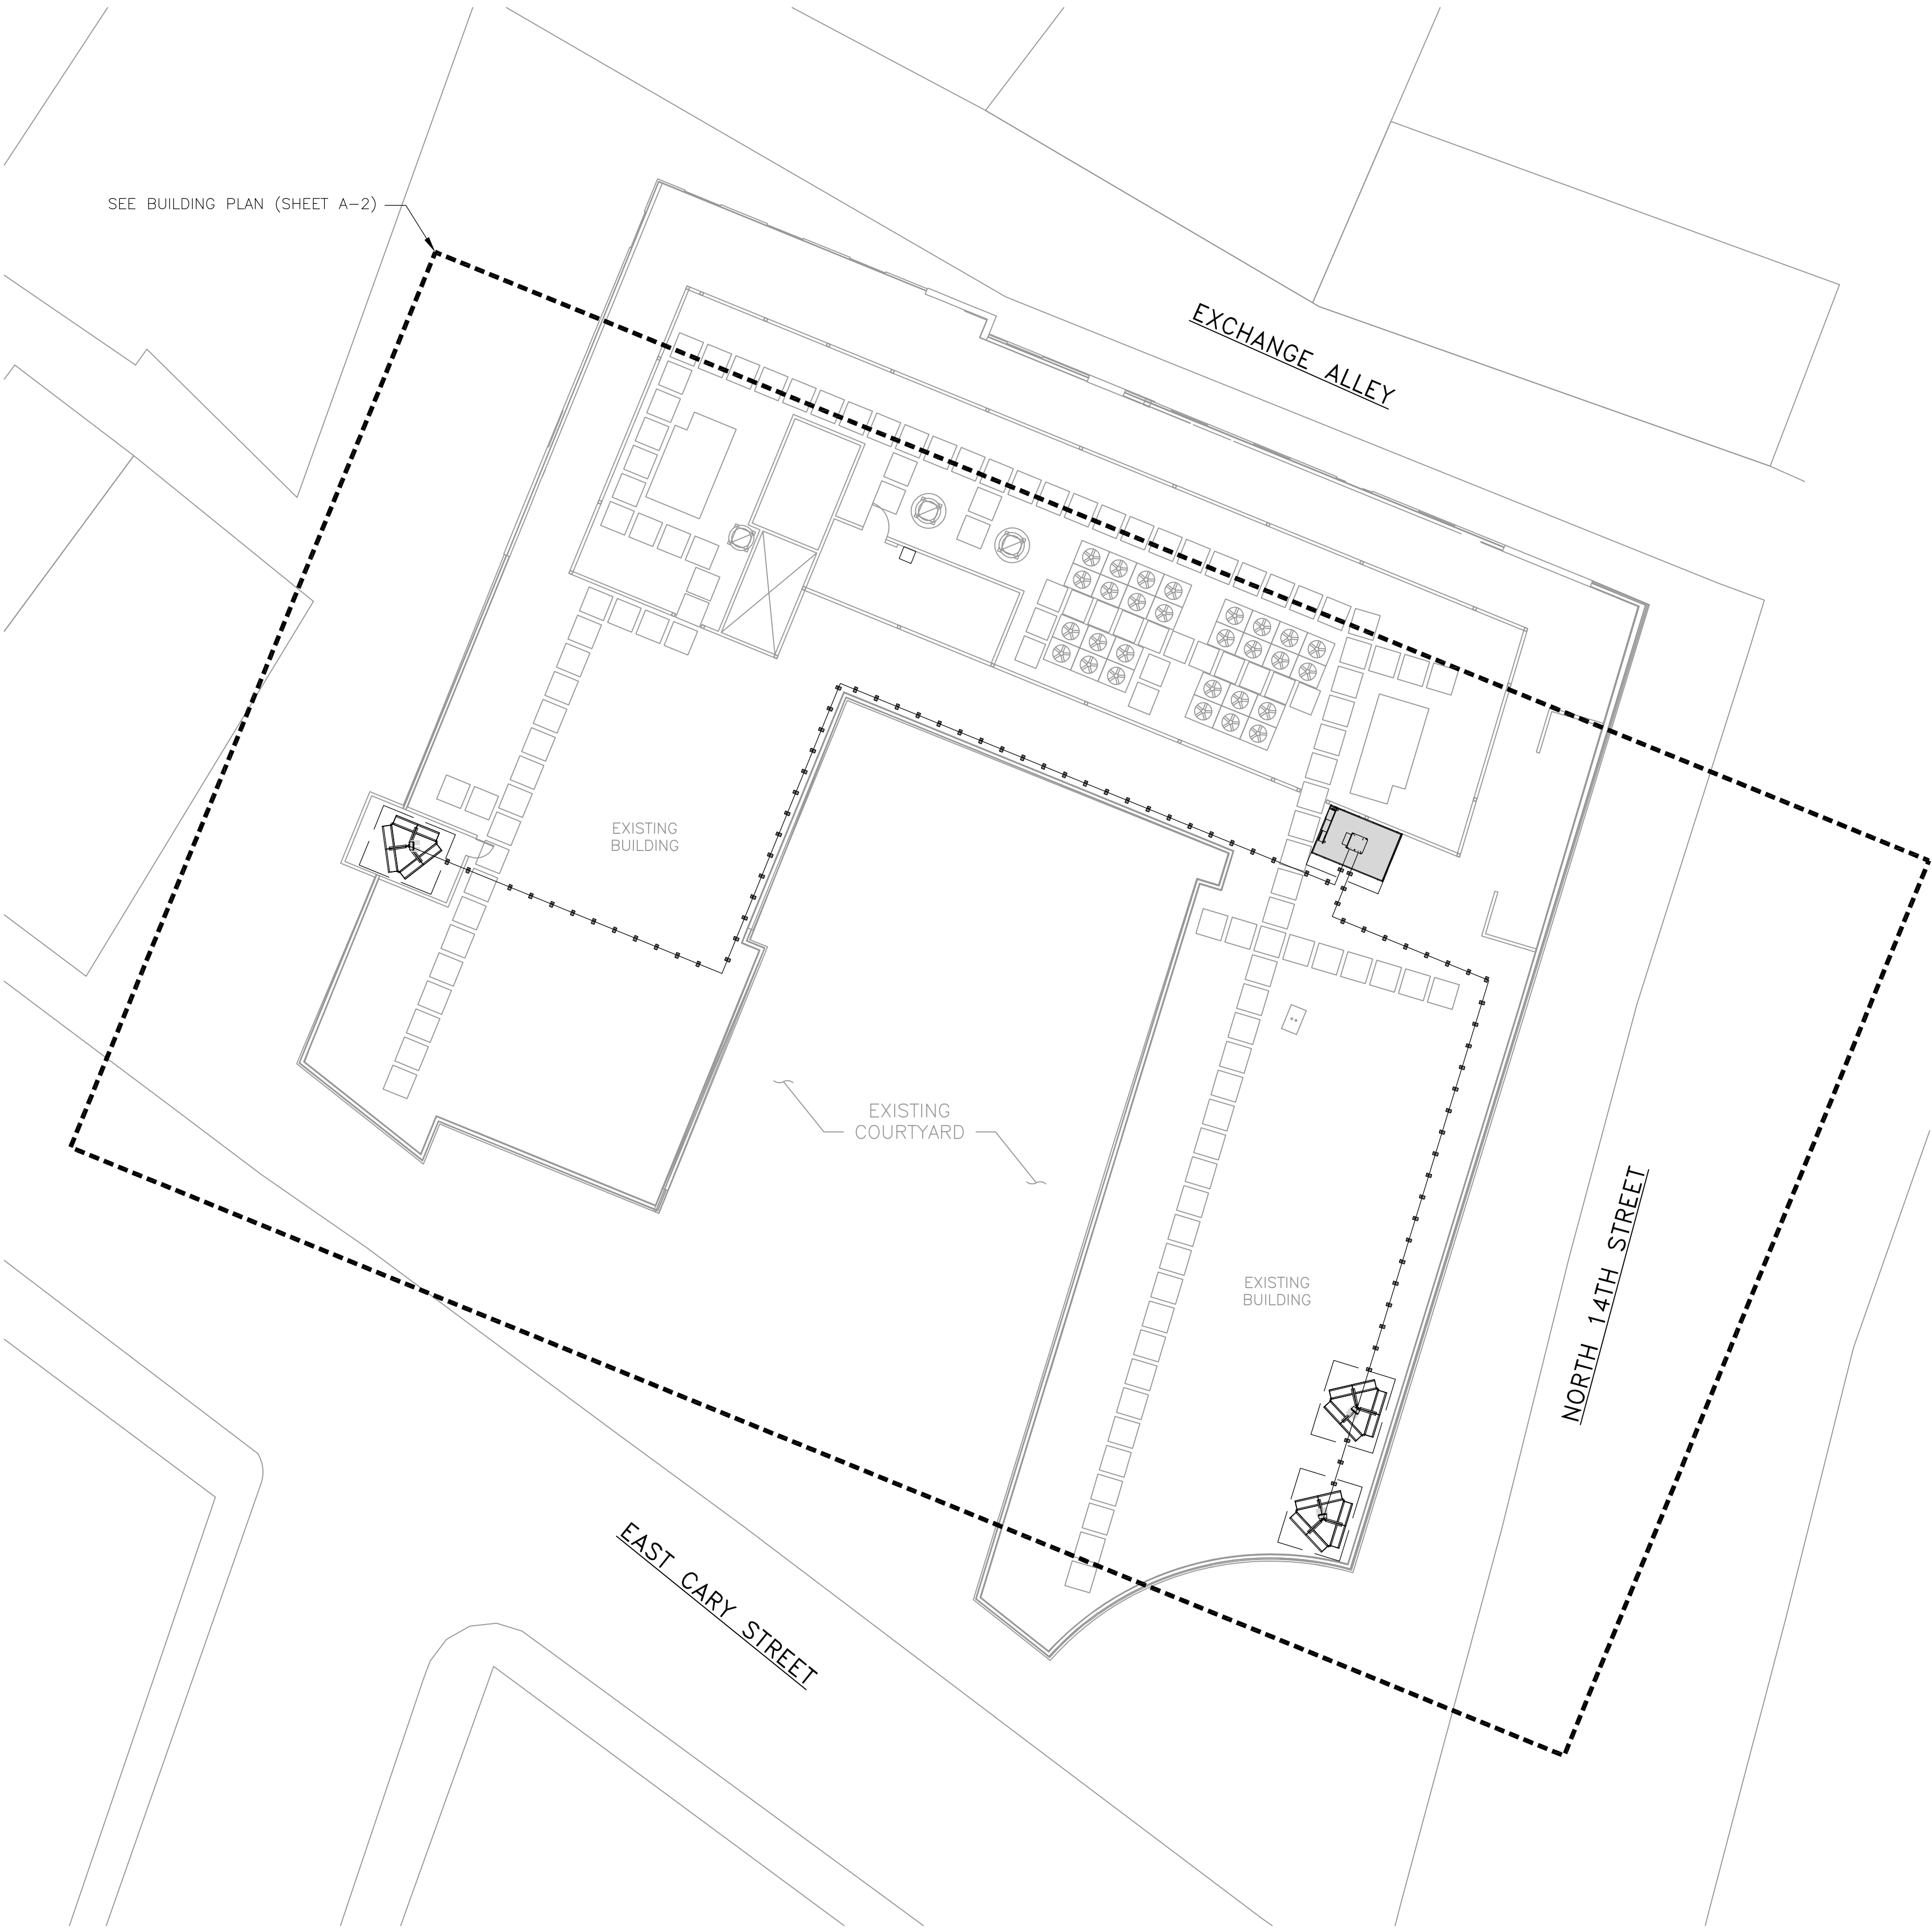 SEE BUILDING PLAN (SHEET A-2)
EXCHANGE ALLEY
EXISTING
BUILDING
EXISTING
COURTYARD
EXISTING
BUILDING
NORTH 14TH STREET
EAST CARY STREET